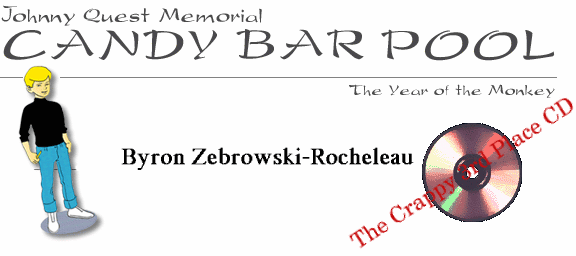 Johnny Quest Memorial
CANDY BAR POOL
The Year of the Monkey
Byron Zebrowski-Rocheleau
The Crappy 3rd Place CD